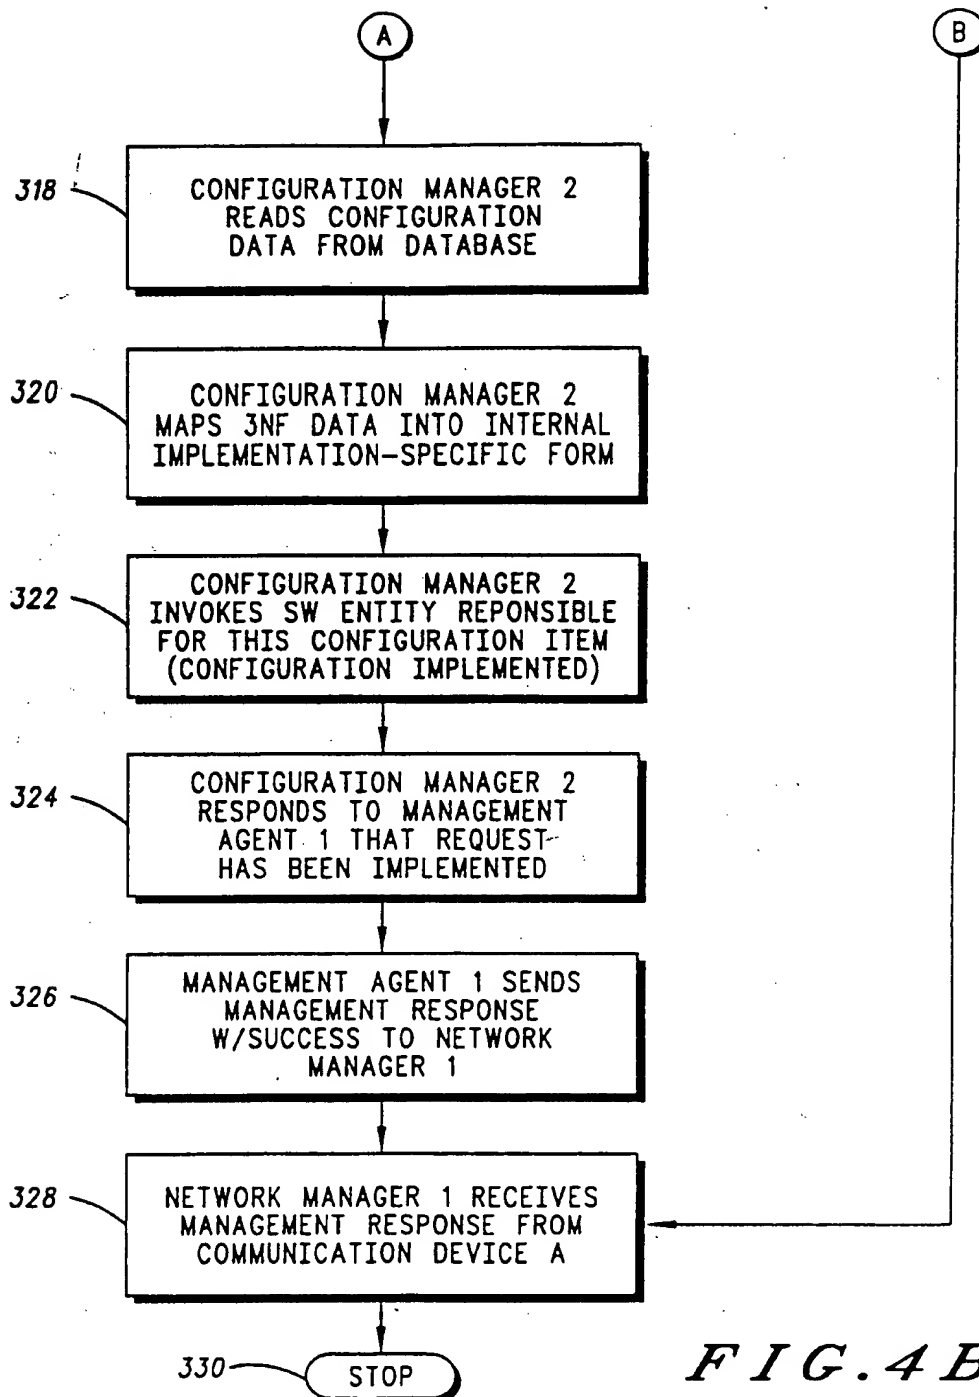 A
B
318
CONFIGURATION MANAGER 2
READS CONFIGURATION
DATA FROM DATABASE
320
CONFIGURATION MANAGER 2
MAPS 3NF DATA INTO INTERNAL
IMPLEMENTATION-SPECIFIC FORM
322
CONFIGURATION MANAGER 2
INVOKES SW ENTITY REPONSIBLE
FOR THIS CONFIGURATION ITEM
(CONFIGURATION IMPLEMENTED)
324
CONFIGURATION MANAGER 2
RESPONDS TO MANAGEMENT
AGENT 1 THAT REQUEST
HAS BEEN IMPLEMENTED
326
MANAGEMENT AGENT 1 SENDS
MANAGEMENT RESPONSE
W/SUCCESS TO NETWORK
MANAGER 1
328
NETWORK MANAGER 1 RECEIVES
MANAGEMENT RESPONSE FROM
COMMUNICATION DEVICE A
330
STOP
FIG.4B